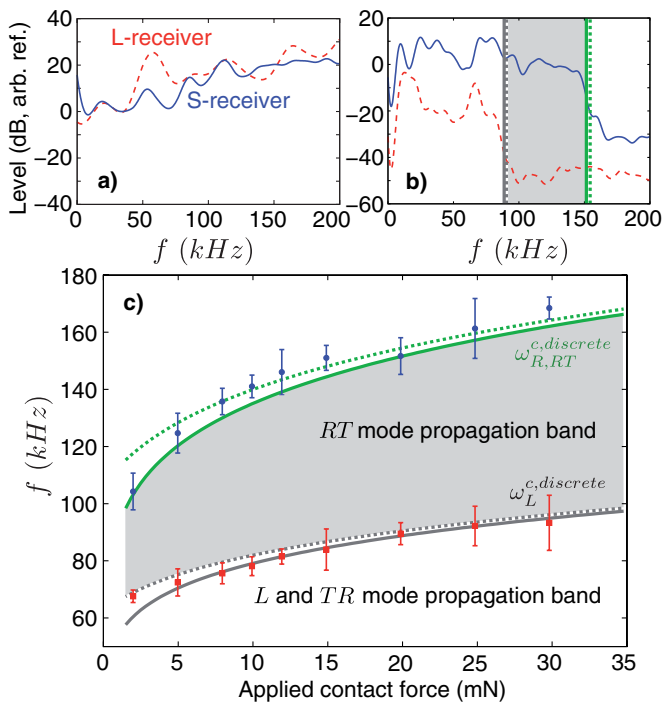 Level (dB, arb. ref.)
40
20
0
−20
−40
L-receiver
S-receiver
a)
0 50 100 150 200
f (kHz)
20
0
−20
−40
−60
b)
0 50 100 150 200
f (kHz)
f (kHz)
180
160
140
120
100
80
60
c)
ω_{R,RT}^{c,discrete}
RT mode propagation band
ω_{L}^{c,discrete}
L and TR mode propagation band
0 5 10 15 20 25 30 35
Applied contact force (mN)